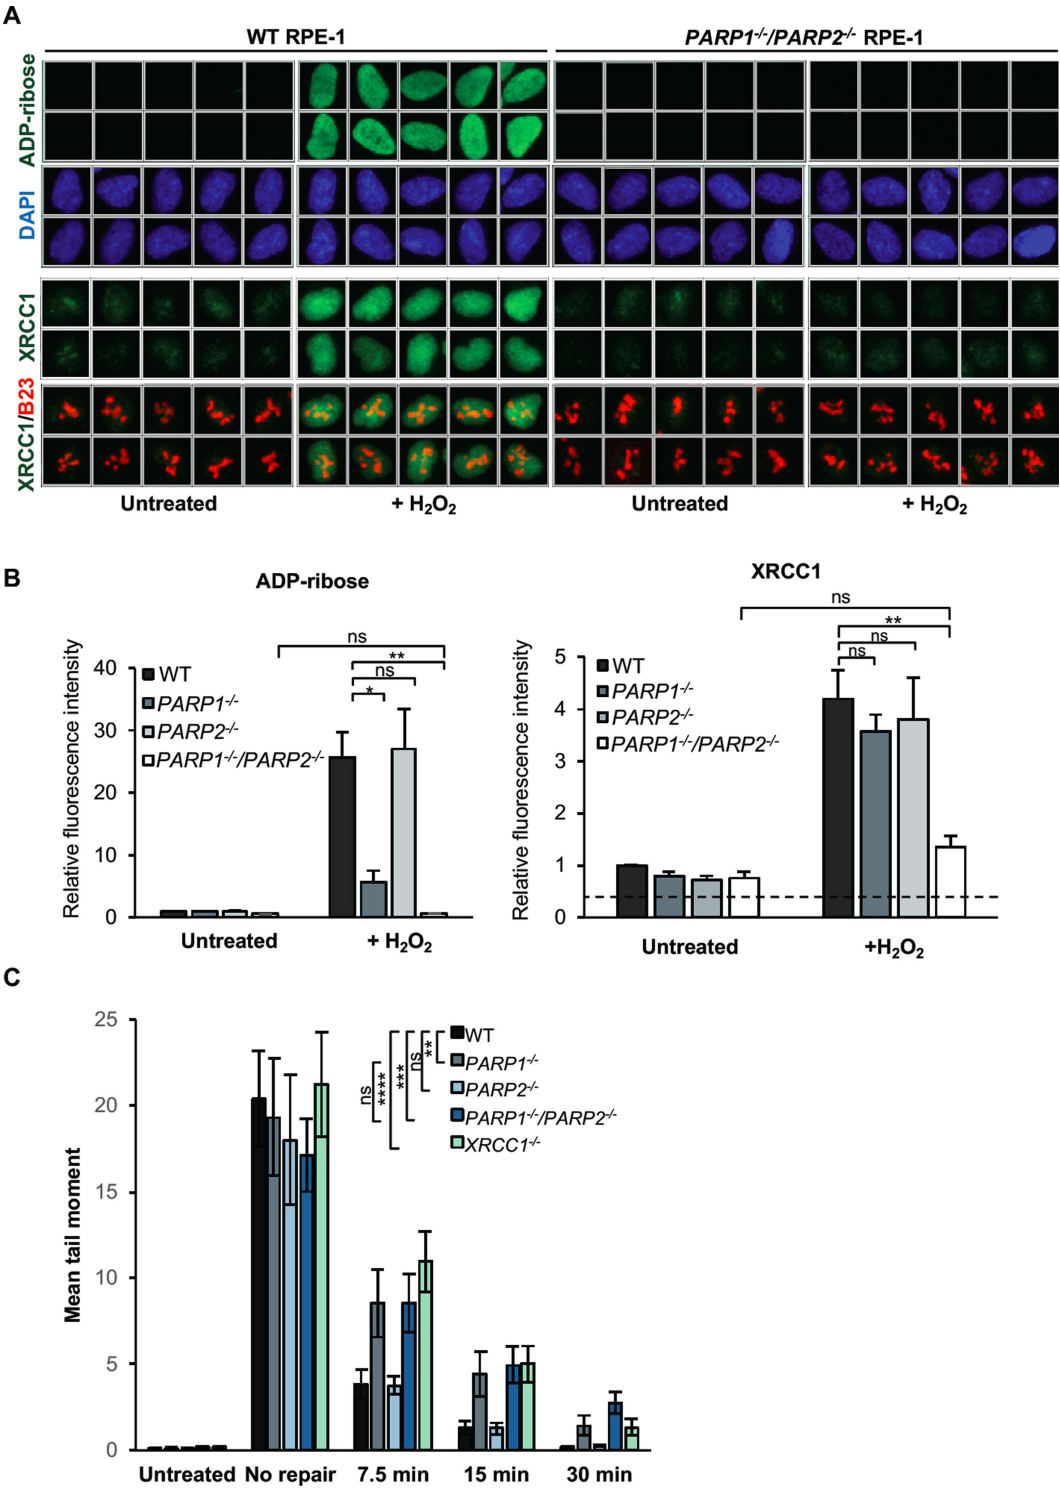 A
WT RPE-1
PARP1-/-/PARP2-/- RPE-1
ADP-ribose
DAPI
XRCC1
XRCC1/B23
Untreated
+ H2O2
Untreated
+ H2O2
B
ADP-ribose
Relative fluorescence intensity
40
30
20
10
0
WT
PARP1-/-
PARP2-/-
PARP1-/-/PARP2-/-
ns
**
ns
*
Untreated
+ H2O2
XRCC1
Relative fluorescence intensity
5
4
3
2
1
0
WT
PARP1-/-
PARP2-/-
PARP1-/-/PARP2-/-
ns
**
ns
ns
Untreated
+H2O2
C
Mean tail moment
25
20
15
10
5
0
ns
****
***
ns
**
WT
PARP1-/-
PARP2-/-
PARP1-/-/PARP2-/-
XRCC1-/-
Untreated
No repair
7.5 min
15 min
30 min